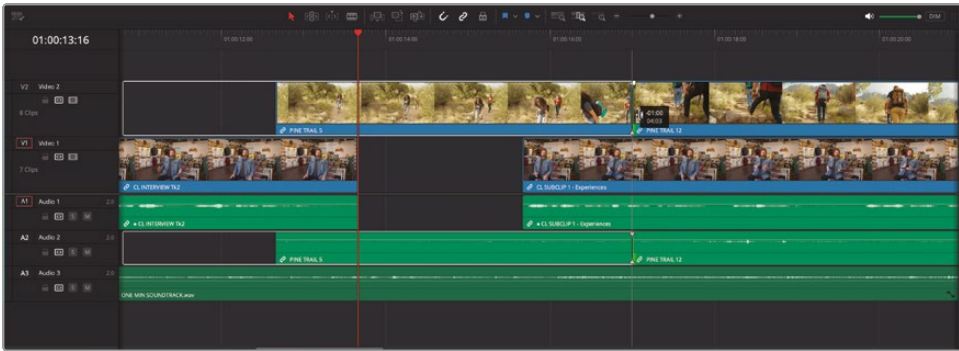 DIM
01:00:13:16
01:00:12:00
01:00:14:00
01:00:16:00
01:00:18:00
01:00:20:00
V2 Video 2
8 Clips
PINE TRAIL 5
-01:00
04:03
PINE TRAIL 12
V1 Video 1
7 Clips
CL INTERVIEW Tk2
CL SUBCLIP 1 - Experiences
A1 Audio 1 2.0
S M
• CL INTERVIEW Tk2
• CL SUBCLIP 1 - Experiences
A2 Audio 2 2.0
S M
PINE TRAIL 5
PINE TRAIL 12
A3 Audio 3 2.0
S M
ONE MIN SOUNDTRACK.wav